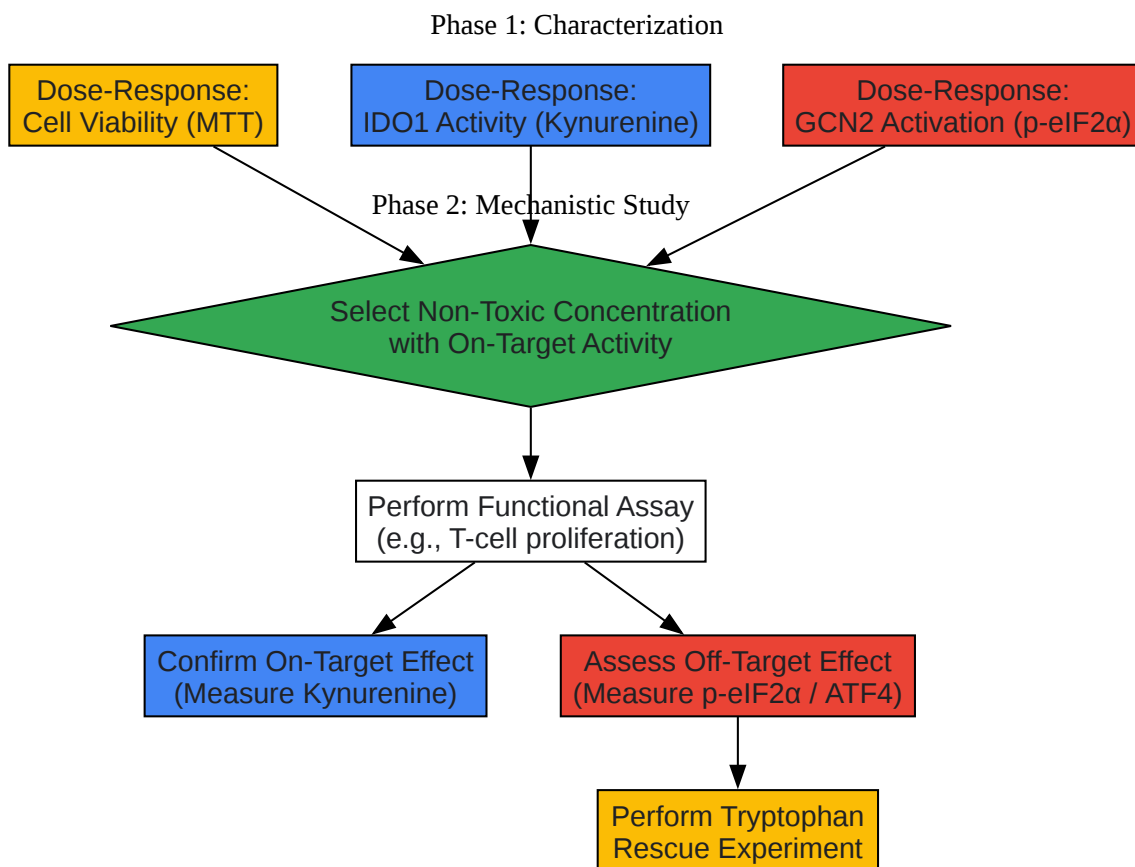 Phase 1: Characterization
Dose-Response:
Cell Viability (MTT)
Dose-Response:
IDO1 Activity (Kynurenine)
Dose-Response:
GCN2 Activation (p-eIF2α)
Phase 2: Mechanistic Study
Select Non-Toxic Concentration
with On-Target Activity
Perform Functional Assay
(e.g., T-cell proliferation)
Confirm On-Target Effect
(Measure Kynurenine)
Assess Off-Target Effect
(Measure p-eIF2α / ATF4)
Perform Tryptophan
Rescue Experiment